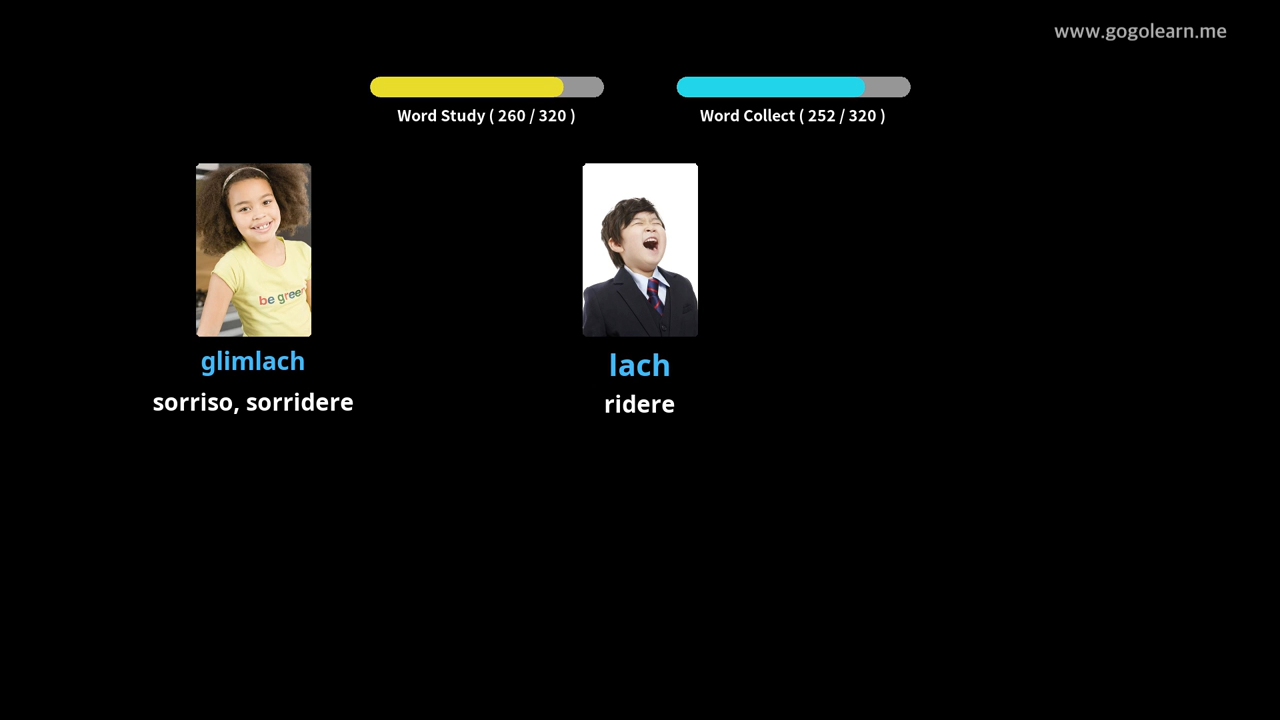 www.gogolearn.me
Word Study ( 260 / 320 )
Word Collect ( 252 / 320 )
be green
glimlach
lach
sorriso, sorridere
ridere